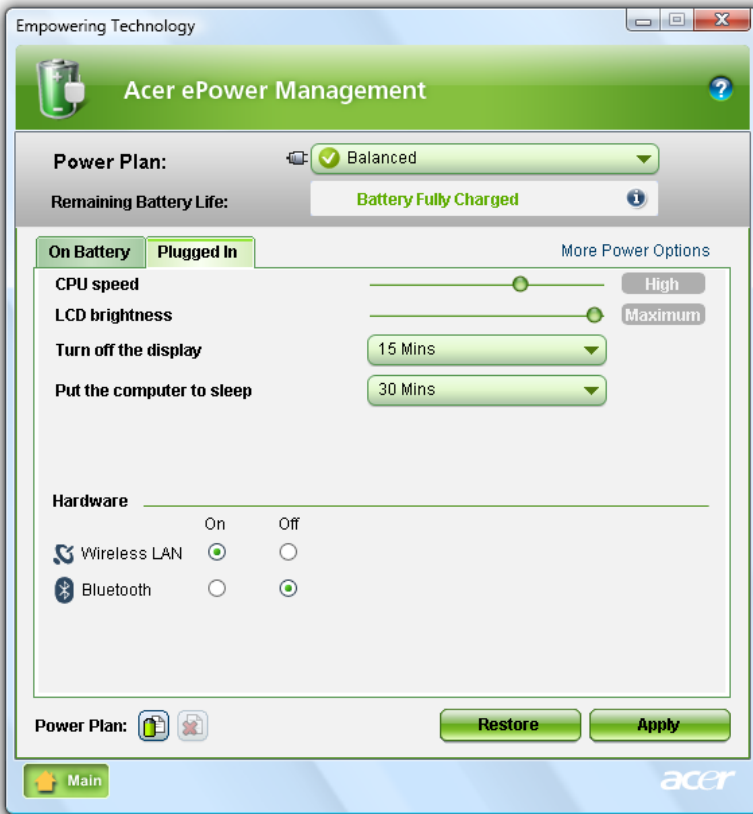 Empowering Technology
Acer ePower Management
Power Plan: Balanced
Remaining Battery Life: Battery Fully Charged
On Battery Plugged In More Power Options
CPU speed High
LCD brightness Maximum
Turn off the display 15 Mins
Put the computer to sleep 30 Mins
Hardware
On Off
Wireless LAN
Bluetooth
Power Plan: Restore Apply
Main acer